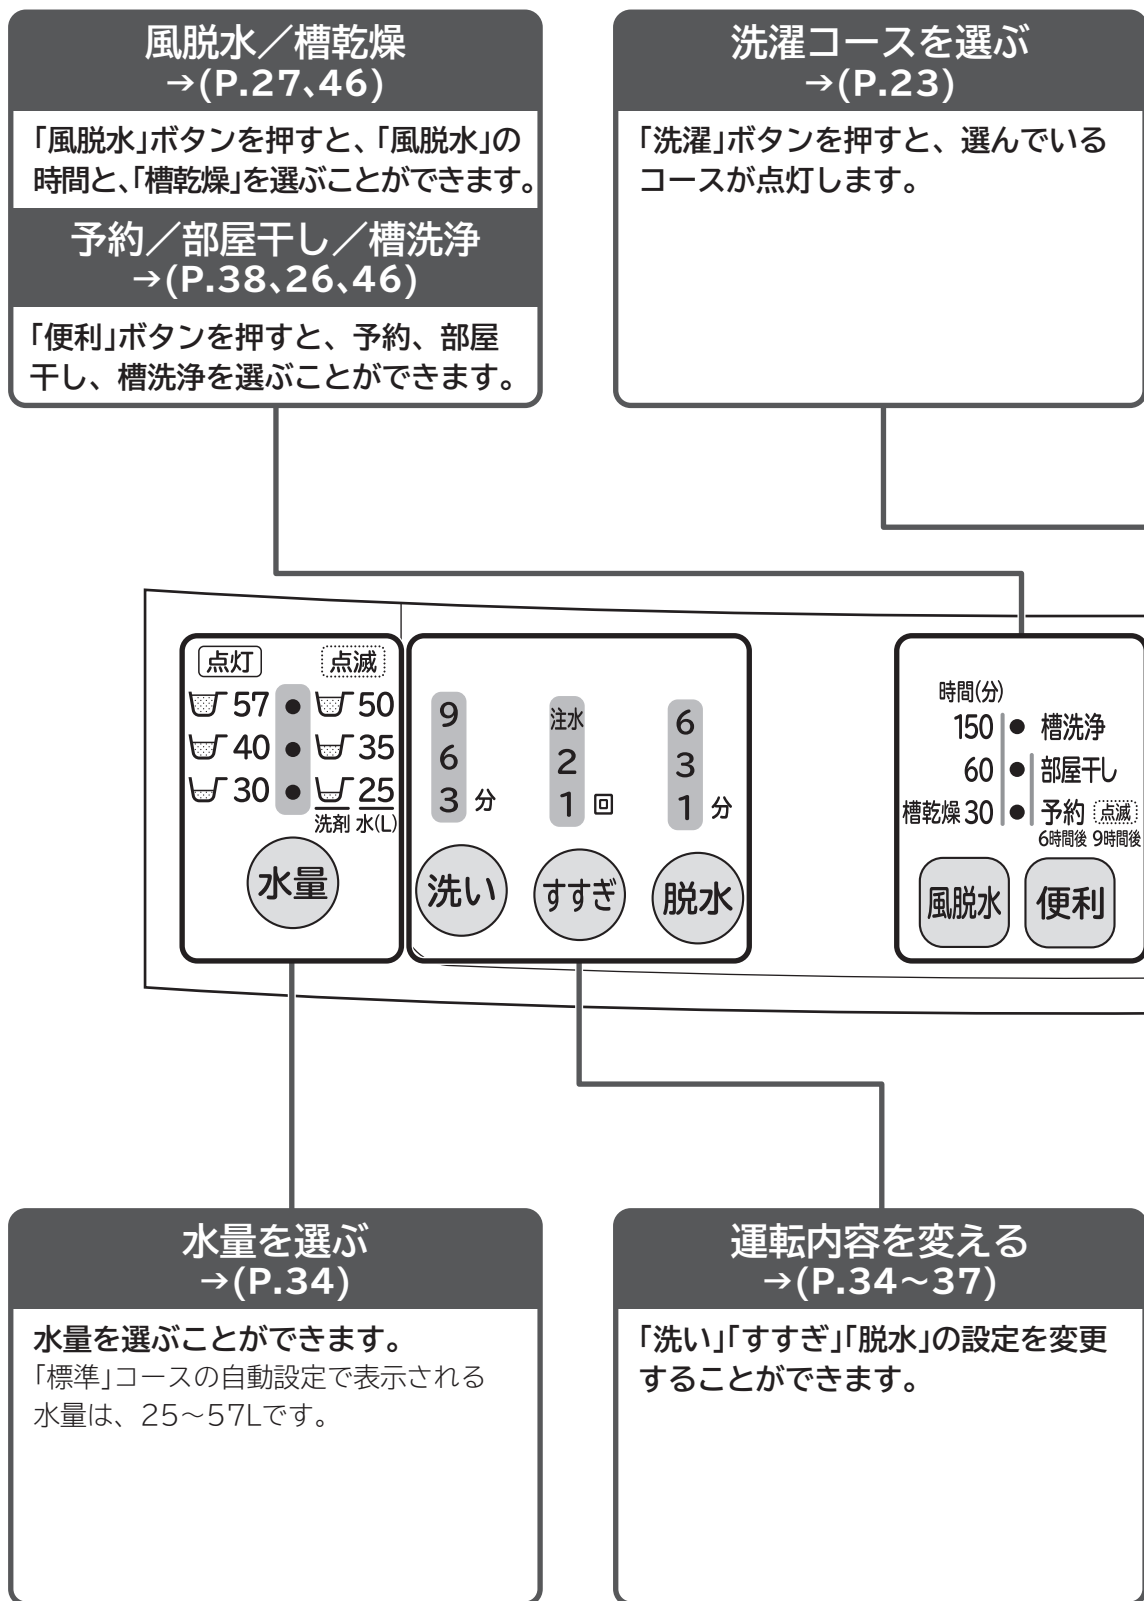 風脱水／槽乾燥
→(P.27、46)
「風脱水」ボタンを押すと、「風脱水」の
時間と、「槽乾燥」を選ぶことができます。
予約／部屋干し／槽洗浄
→(P.38、26、46)
「便利」ボタンを押すと、予約、部屋
干し、槽洗浄を選ぶことができます。
洗濯コースを選ぶ
→(P.23)
「洗濯」ボタンを押すと、選んでいる
コースが点灯します。
点灯 点滅
57 50
40 35
30 25
洗剤 水(L)
水量
9
6
3 分
洗い
注水
2
1 回
すすぎ
6
3
1 分
脱水
時間(分)
150 槽洗浄
60 部屋干し
槽乾燥 30 予約 点滅
6時間後 9時間後
風脱水 便利
水量を選ぶ
→(P.34)
水量を選ぶことができます。
「標準」コースの自動設定で表示される
水量は、25～57Lです。
運転内容を変える
→(P.34～37)
「洗い」「すすぎ」「脱水」の設定を変更
することができます。